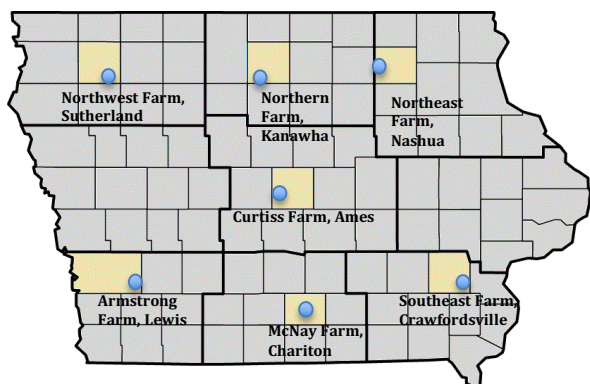 Northwest Farm,
Sutherland
Northern
Farm,
Kanawha
Northeast
Farm,
Nashua
Curtiss Farm, Ames
Armstrong
Farm, Lewis
McNay Farm,
Chariton
Southeast Farm,
Crawfordsville